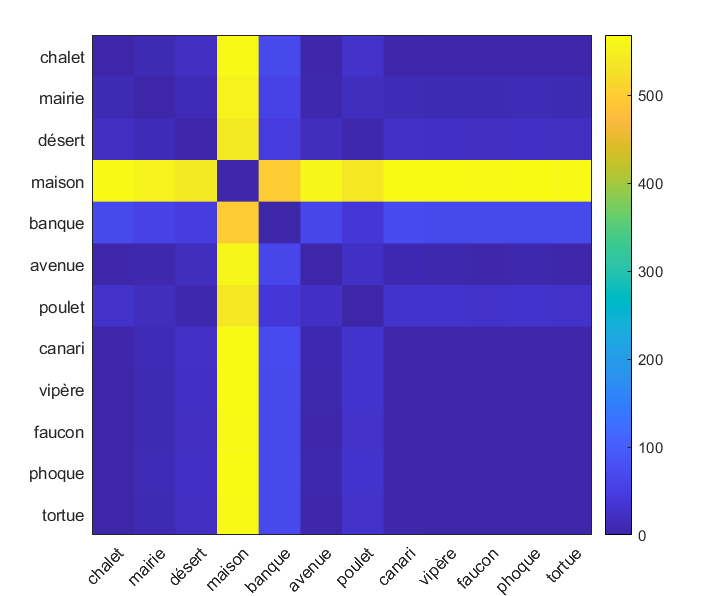 chalet
mairie
désert
maison
banque
avenue
poulet
canari
vipère
faucon
phoque
tortue
chalet
mairie
désert
maison
banque
avenue
poulet
canari
vipère
faucon
phoque
tortue
500
400
300
200
100
0